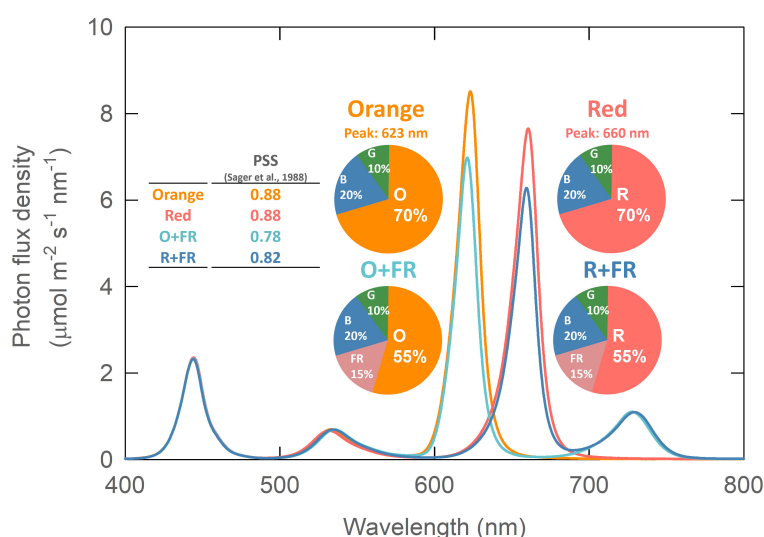 10
8
6
4
2
0
400
500
600
700
800
Photon flux density
(μmol m⁻² s⁻¹ nm⁻¹)
Wavelength (nm)
PSS
(Sager et al., 1988)
Orange 0.88
Red 0.88
O+FR 0.78
R+FR 0.82
Orange
Peak: 623 nm
G
10%
B
20%
O
70%
Red
Peak: 660 nm
G
10%
B
20%
R
70%
O+FR
G
10%
B
20%
O
55%
FR
15%
R+FR
G
10%
B
20%
R
55%
FR
15%